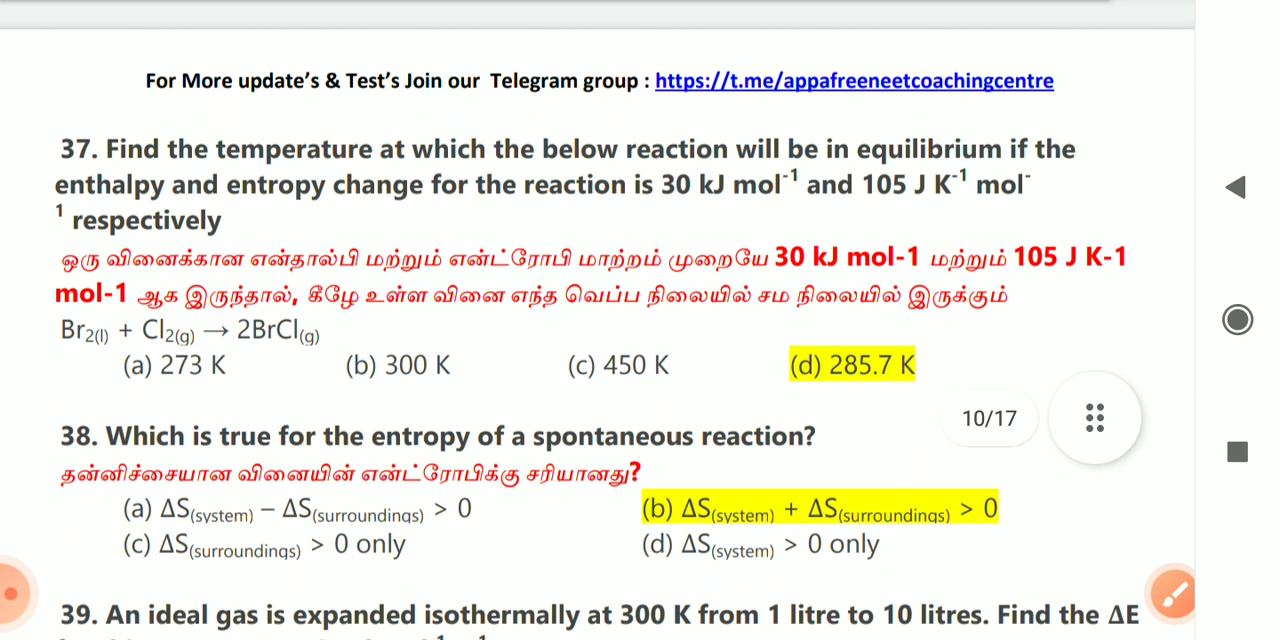 For More update’s & Test’s Join our Telegram group : https://t.me/appafreeneetcoachingcentre
37. Find the temperature at which the below reaction will be in equilibrium if the
enthalpy and entropy change for the reaction is 30 kJ mol⁻¹ and 105 J K⁻¹ mol⁻
¹ respectively
ஒரு வினைக்கான என்தால்பி மற்றும் என்ட்ரோபி மாற்றம் முறையே 30 kJ mol-1 மற்றும் 105 J K-1
mol-1 ஆக இருந்தால், கீழே உள்ள வினை எந்த வெப்ப நிலையில் சம நிலையில் இருக்கும்
Br₂₍ₗ₎ + Cl₂(g) → 2BrCl(g)
(a) 273 K (b) 300 K (c) 450 K (d) 285.7 K
10/17
38. Which is true for the entropy of a spontaneous reaction?
தன்னிச்சையான வினையின் என்ட்ரோபிக்கு சரியானது?
(a) ΔS(system) − ΔS(surroundings) > 0 (b) ΔS(system) + ΔS(surroundings) > 0
(c) ΔS(surroundings) > 0 only (d) ΔS(system) > 0 only
39. An ideal gas is expanded isothermally at 300 K from 1 litre to 10 litres. Find the ΔE